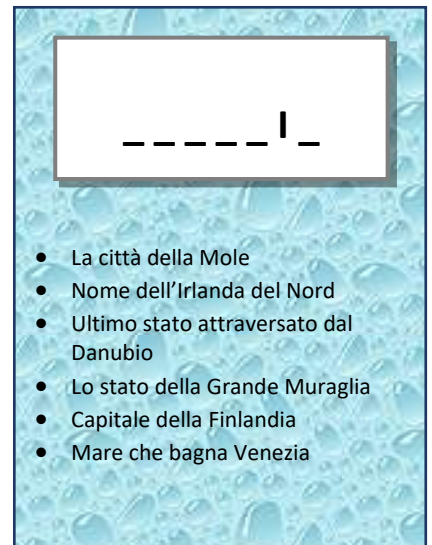 _ _ _ _ _ I _
• La città della Mole
• Nome dell'Irlanda del Nord
• Ultimo stato attraversato dal
Danubio
• Lo stato della Grande Muraglia
• Capitale della Finlandia
• Mare che bagna Venezia